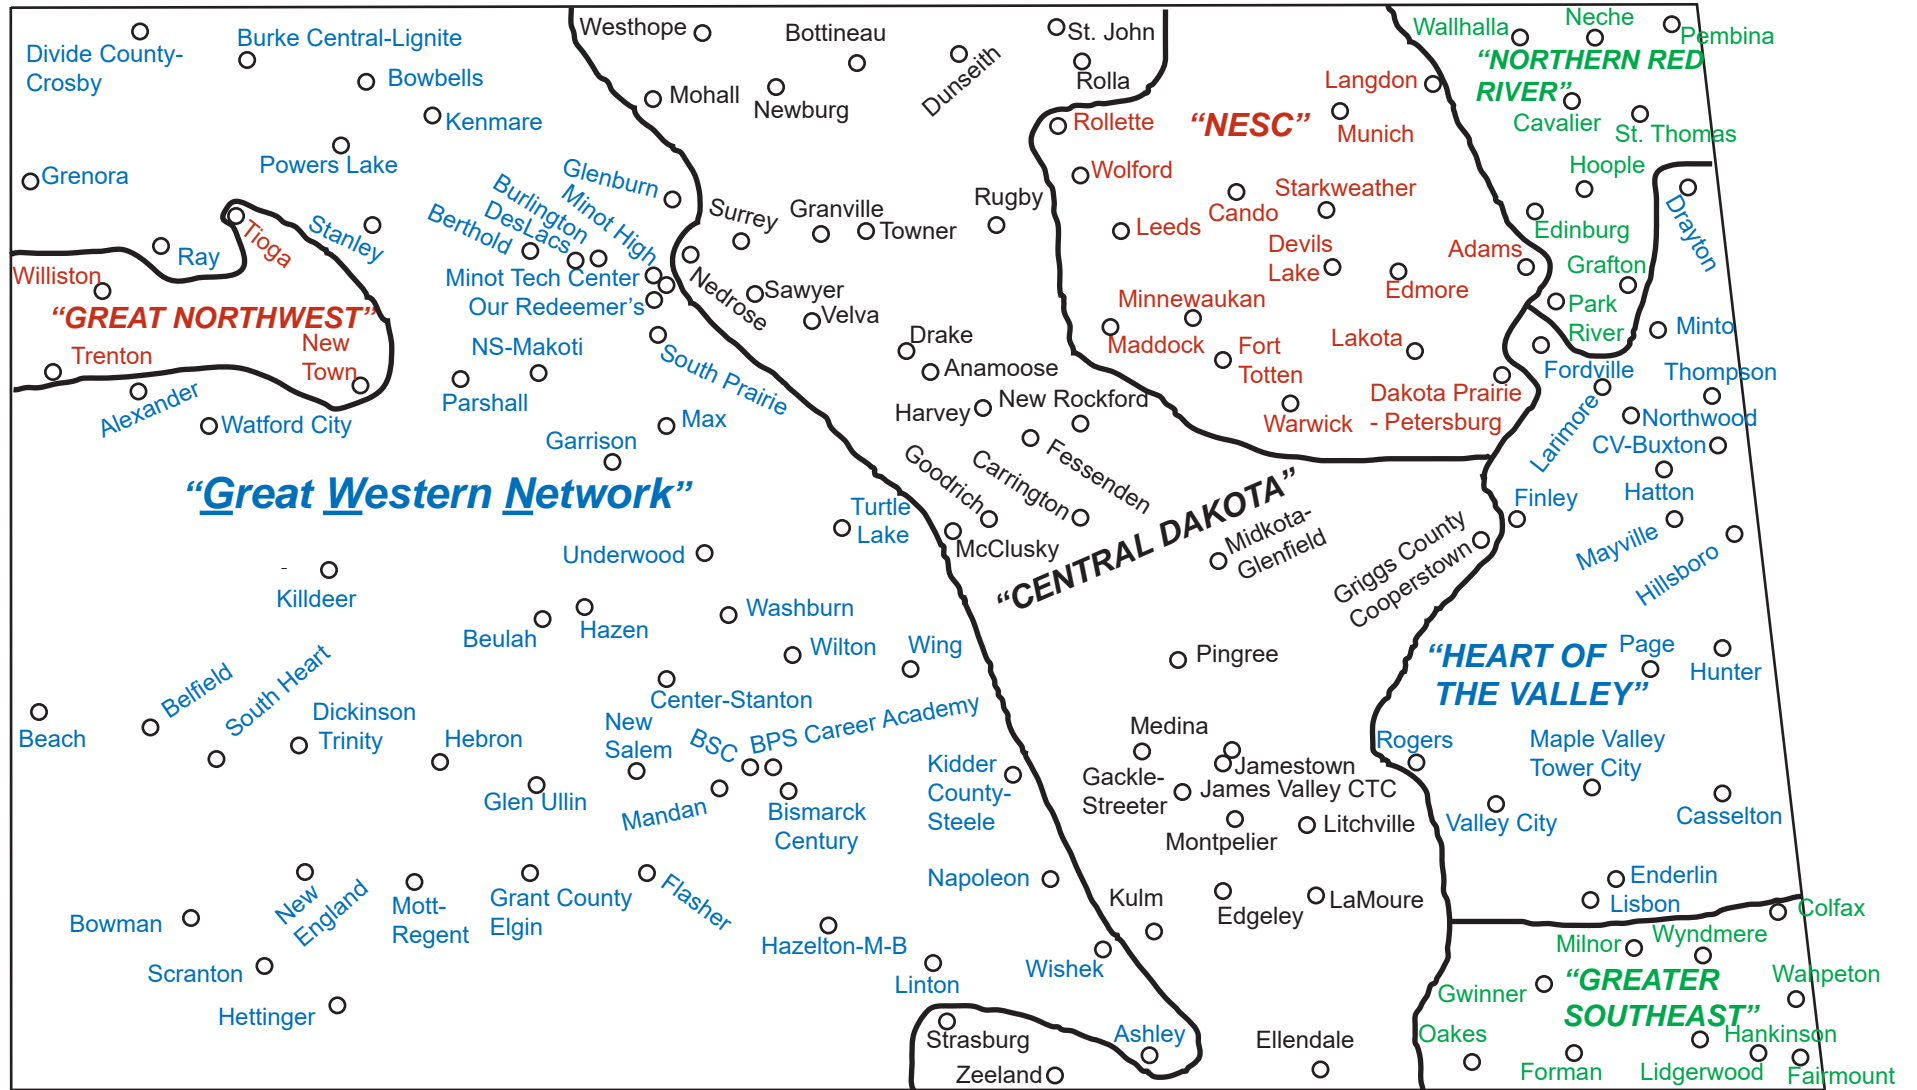 Divide County-
Crosby
Burke Central-Lignite
Bowbells
Kenmare
Powers Lake
Grenora
Ray
Stanley
Berthold
DesLacs
Burlington
Minot High
Glenburn
Minot Tech Center
Our Redeemer’s
South Prairie
Williston
Tioga
“GREAT NORTHWEST”
Trenton
New
Town
Alexander
Watford City
NS-Makoti
Parshall
Max
Garrison
“Great Western Network”
Turtle
Lake
Underwood
-
Killdeer
Beulah
Hazen
Washburn
Wilton
Wing
Center-Stanton
Beach
Belfield
South Heart
Dickinson
Trinity
Hebron
Glen Ullin
New
Salem
BSC
BPS Career Academy
Mandan
Bismarck
Century
Kidder
County-
Steele
Napoleon
Bowman
Scranton
Hettinger
New
England
Mott-
Regent
Grant County
Elgin
Flasher
Hazelton-M-B
Linton
Wishek
Ashley
Westhope
Bottineau
Mohall
Newburg
Dunseith
St. John
Rolla
Surrey
Granville
Towner
Rugby
Nedrose
Sawyer
Velva
Drake
Anamoose
Harvey
New Rockford
Fessenden
Goodrich
Carrington
McClusky
“CENTRAL DAKOTA”
Midkota-
Glenfield
Griggs County
Cooperstown
Pingree
Medina
Jamestown
James Valley CTC
Gackle-
Streeter
Montpelier
Litchville
Kulm
Edgeley
LaMoure
Strasburg
Zeeland
Ellendale
“NESC”
Langdon
Munich
Rollette
Wolford
Leeds
Cando
Starkweather
Devils
Lake
Adams
Edmore
Minnewaukan
Maddock
Fort
Totten
Lakota
Warwick
Dakota Prairie
- Petersburg
Wallhalla
Neche
Pembina
“NORTHERN RED
RIVER”
Cavalier
St. Thomas
Hoople
Edinburg
Grafton
Park
River
Drayton
Minto
Fordville
Thompson
Larimore
Northwood
CV-Buxton
Hatton
Finley
Mayville
Hillsboro
“HEART OF
THE VALLEY”
Page
Hunter
Rogers
Maple Valley
Tower City
Valley City
Casselton
Enderlin
Lisbon
Colfax
Milnor
Wyndmere
Wahpeton
Gwinner
“GREATER
SOUTHEAST”
Oakes
Hankinson
Forman
Lidgerwood
Fairmount